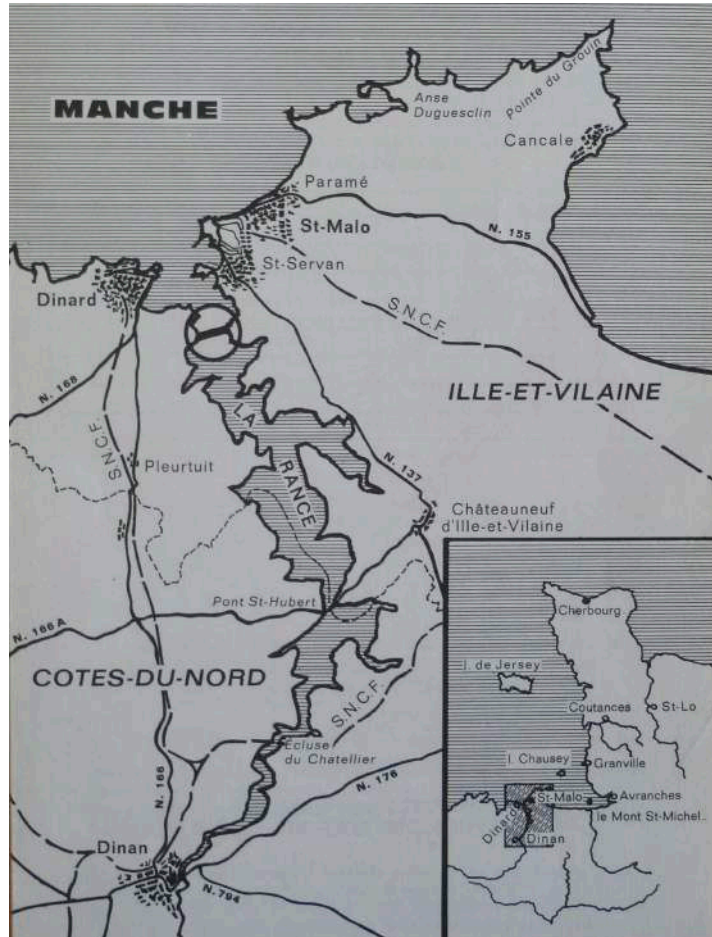 MANCHE
Anse
Duguesclin
Pointe du Grouin
Cancale
Paramé
St-Malo
N. 155
St-Servan
Dinard
S.N.C.F.
ILLE-ET-VILAINE
N. 168
LA
RANCE
S.N.C.F.
Pleurtuit
N. 137
Châteauneuf
d'Ille-et-Vilaine
Pont St-Hubert
N. 166A
COTES-DU-NORD
S.N.C.F.
Ecluse
du Chatellier
N. 166
N. 176
Dinan
N. 794
Cherbourg
I. de Jersey
St-Lo
Coutances
I. Chausey
Granville
St-Malo
Avranches
Dinard
le Mont St-Michel
Dinan